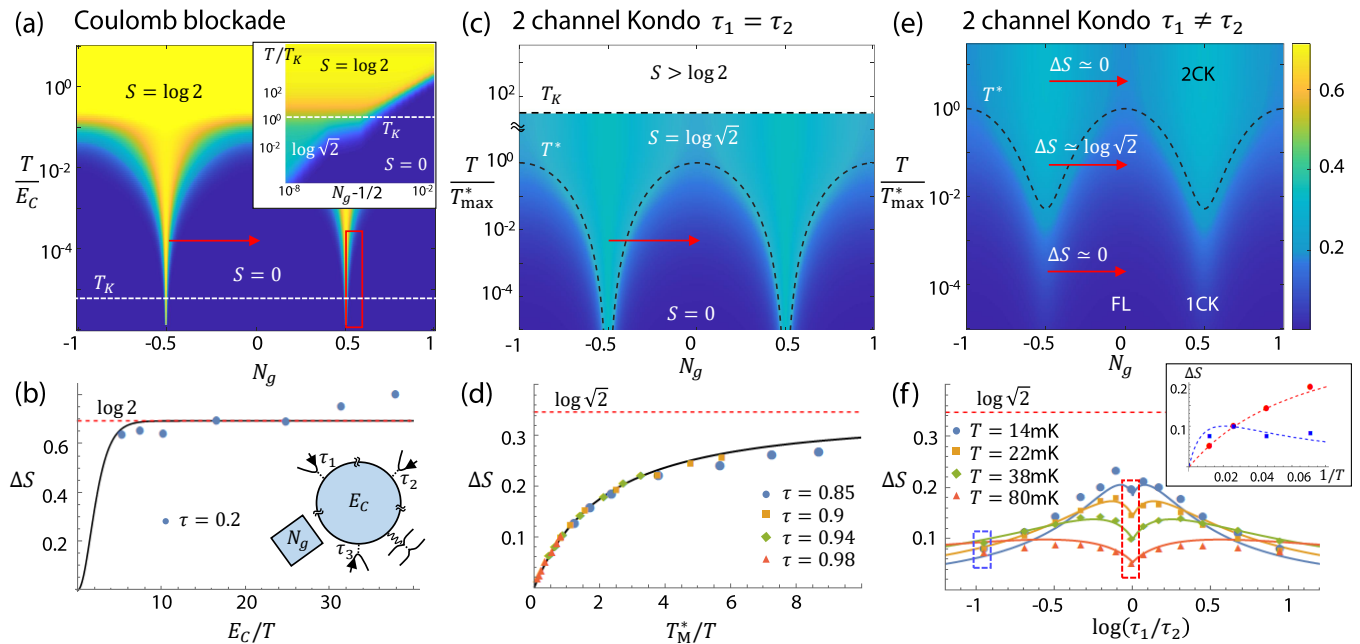 (a) Coulomb blockade
T/E_C
10^0
10^-2
10^-4
S = log 2
S = 0
T_K
-1 -0.5 0 0.5 1
N_g
T/T_K
10^2
10^0
10^-2
S = log 2
T_K
log √2
S = 0
10^-8 10^-2
N_g-1/2
(c) 2 channel Kondo τ_1 = τ_2
T/T*_max
10^2
10^0
10^-2
10^-4
S > log 2
T_K
S = log √2
T*
S = 0
-1 -0.5 0 0.5 1
N_g
(e) 2 channel Kondo τ_1 ≠ τ_2
T/T*_max
10^0
10^-2
10^-4
ΔS ≃ 0
2CK
T*
ΔS ≃ log √2
ΔS ≃ 0
FL
1CK
-1 -0.5 0 0.5 1
N_g
0.6
0.4
0.2
(b)
ΔS
0.6
0.4
0.2
log 2
τ = 0.2
τ_1
τ_2
E_C
N_g
τ_3
0 10 20 30
E_C/T
(d)
ΔS
0.3
0.2
0.1
log √2
τ = 0.85
τ = 0.9
τ = 0.94
τ = 0.98
0 2 4 6 8
T*_M/T
(f)
ΔS
0.3
0.2
0.1
log √2
T = 14mK
T = 22mK
T = 38mK
T = 80mK
-1 -0.5 0 0.5 1
log(τ_1/τ_2)
ΔS
0.2
0.1
0.02 0.04 0.06 1/T